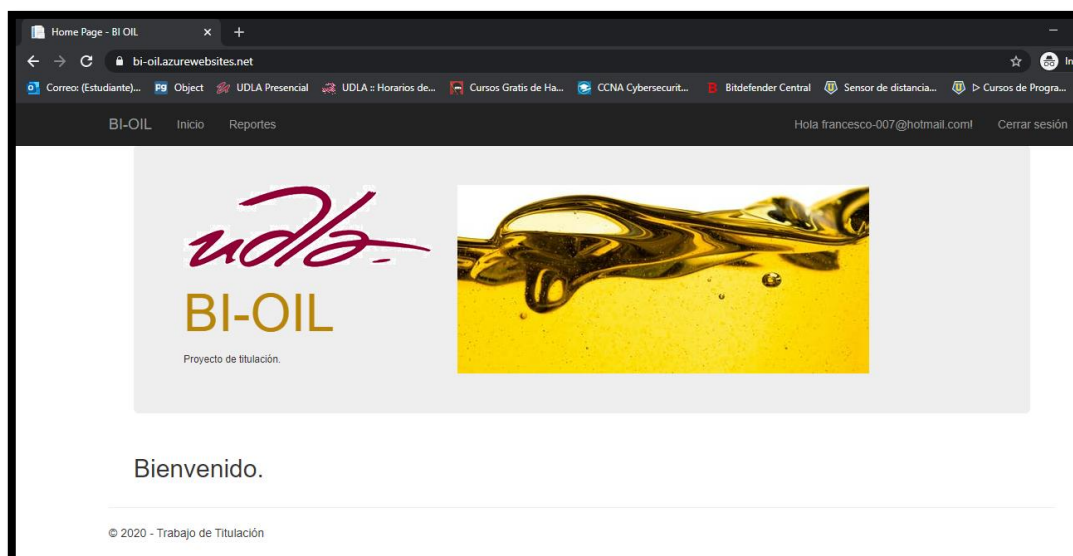 Home Page - BI OIL
bi-oil.azurewebsites.net
Correo: (Estudiante)... Object UDLA Presencial UDLA :: Horarios de... Cursos Gratis de Ha... CCNA Cybersecurit... Bitdefender Central Sensor de distancia... ▷ Cursos de Progra...
BI-OIL Inicio Reportes Hola francesco-007@hotmail.com! Cerrar sesión
udla-
BI-OIL
Proyecto de titulación.
Bienvenido.
© 2020 - Trabajo de Titulación